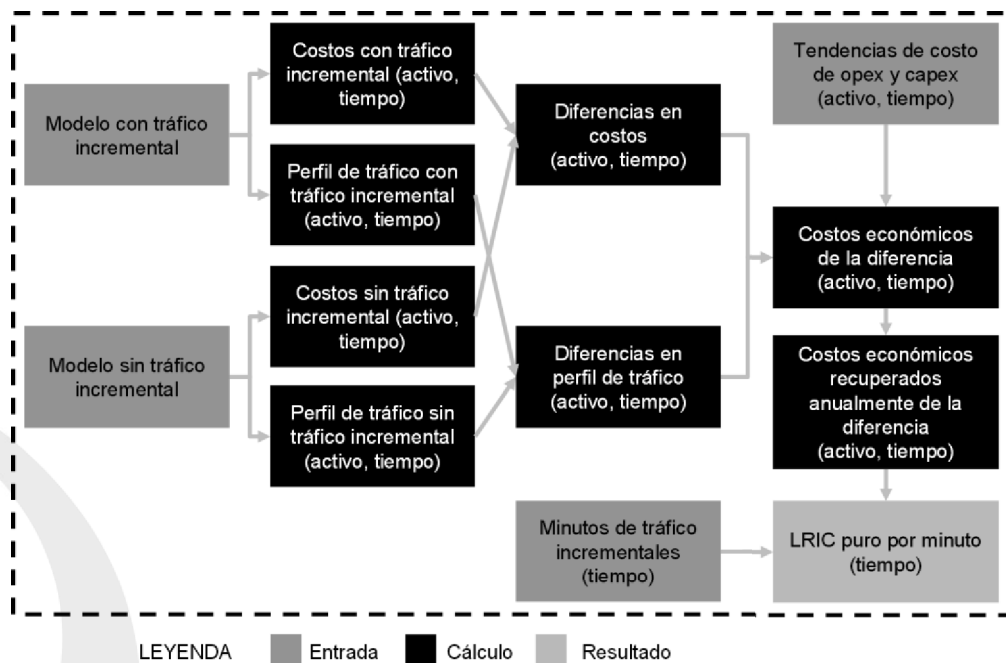 Modelo con tráfico
incremental
Modelo sin tráfico
incremental
Costos con tráfico
incremental (activo,
tiempo)
Perfil de tráfico con
tráfico incremental
(activo, tiempo)
Costos sin tráfico
incremental (activo,
tiempo)
Perfil de tráfico sin
tráfico incremental
(activo, tiempo)
Diferencias en
costos
(activo, tiempo)
Diferencias en
perfil de tráfico
(activo, tiempo)
Minutos de tráfico
incrementales
(tiempo)
Tendencias de costo
de opex y capex
(activo, tiempo)
Costos económicos
de la diferencia
(activo, tiempo)
Costos económicos
recuperados
anualmente de la
diferencia
(activo, tiempo)
LRIC puro por minuto
(tiempo)
LEYENDA
Entrada
Cálculo
Resultado